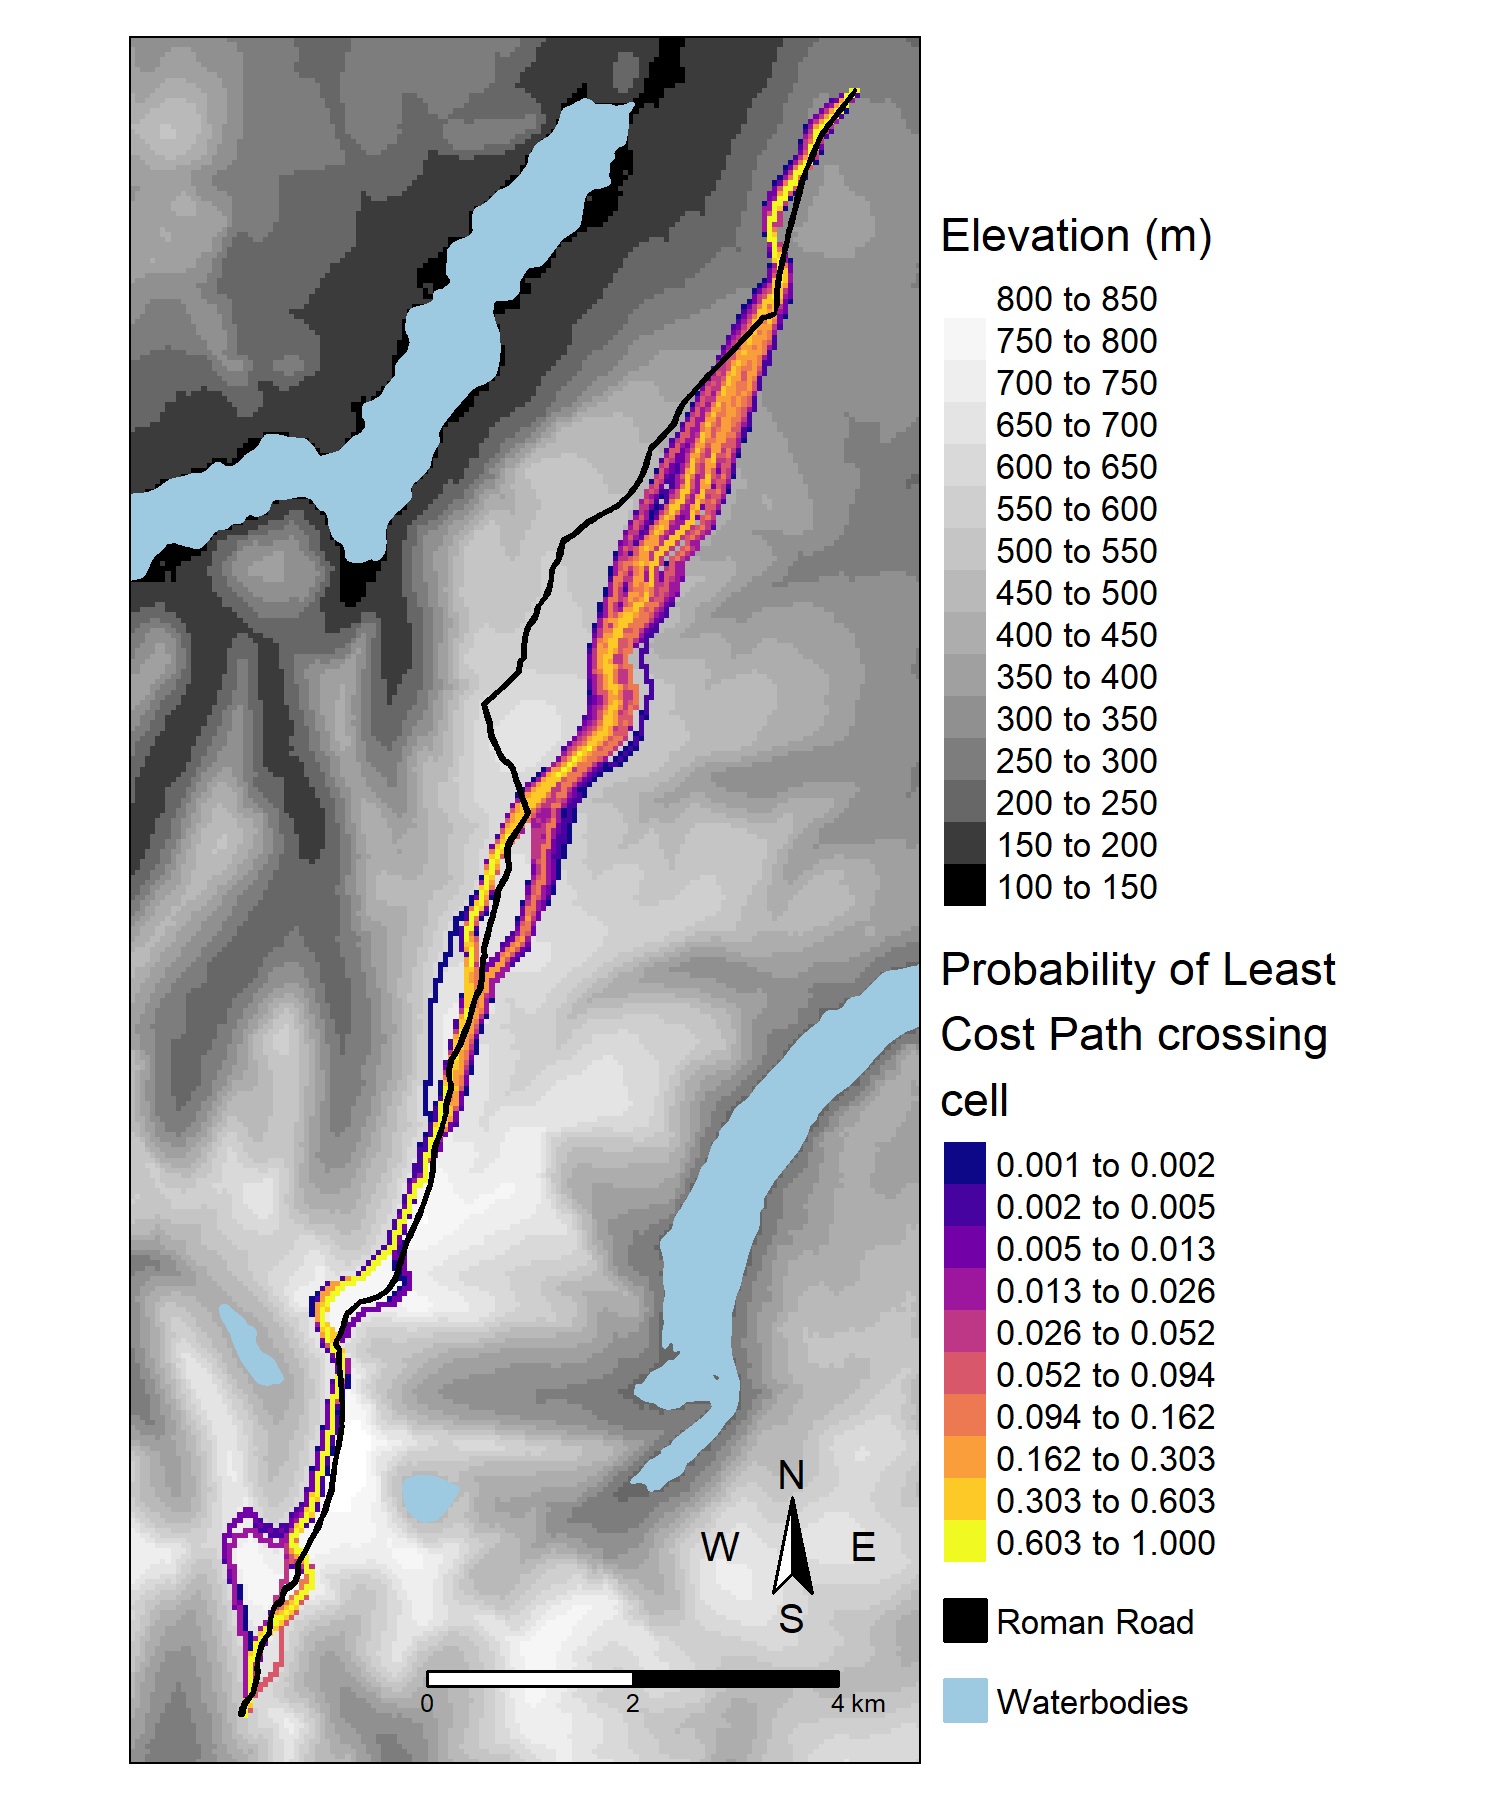 Elevation (m)
800 to 850
750 to 800
700 to 750
650 to 700
600 to 650
550 to 600
500 to 550
450 to 500
400 to 450
350 to 400
300 to 350
250 to 300
200 to 250
150 to 200
100 to 150
Probability of Least
Cost Path crossing
cell
0.001 to 0.002
0.002 to 0.005
0.005 to 0.013
0.013 to 0.026
0.026 to 0.052
0.052 to 0.094
0.094 to 0.162
0.162 to 0.303
0.303 to 0.603
0.603 to 1.000
Roman Road
Waterbodies
N
W E
S
0 2 4 km